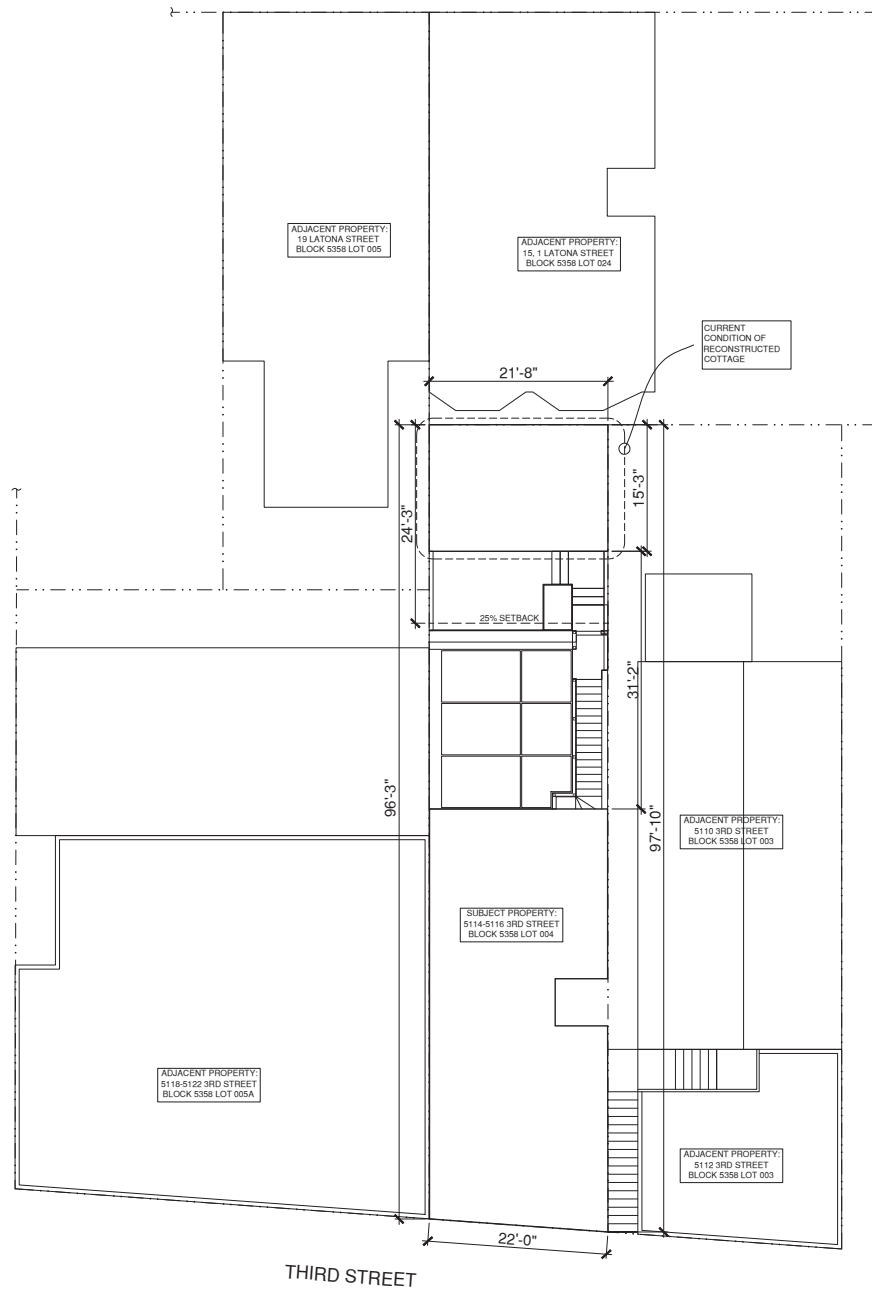 ADJACENT PROPERTY:
19 LATONA STREET
BLOCK 5358 LOT 005
ADJACENT PROPERTY:
15, 1 LATONA STREET
BLOCK 5358 LOT 024
CURRENT
CONDITION OF
RECONSTRUCTED
COTTAGE
21'-8"
15'-3"
24'-3"
25% SETBACK
31'-2"
96'-3"
97'-10"
ADJACENT PROPERTY:
5110 3RD STREET
BLOCK 5358 LOT 003
SUBJECT PROPERTY:
5114-5116 3RD STREET
BLOCK 5358 LOT 004
ADJACENT PROPERTY:
5118-5122 3RD STREET
BLOCK 5358 LOT 005A
ADJACENT PROPERTY:
5112 3RD STREET
BLOCK 5358 LOT 003
22'-0"
THIRD STREET